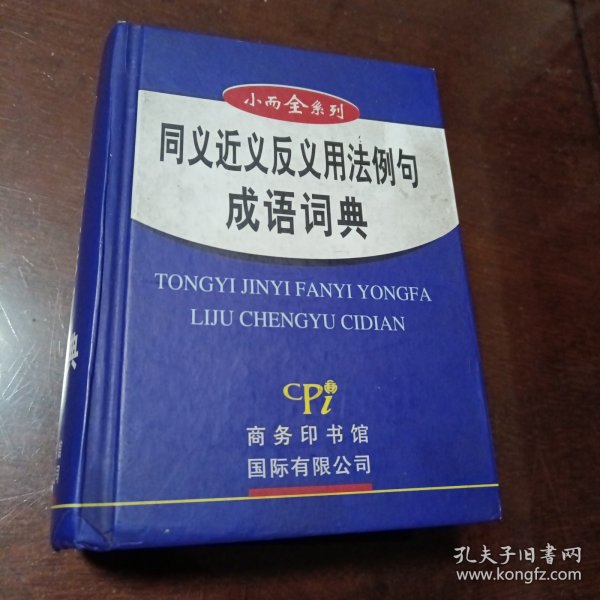 小而全系列
同义近义反义用法例句
成语词典
TONGYI JINYI FANYI YONGFA
LIJU CHENGYU CIDIAN
CPi
商务印书馆
国际有限公司
典
孔夫子旧书网
www.kongfz.com